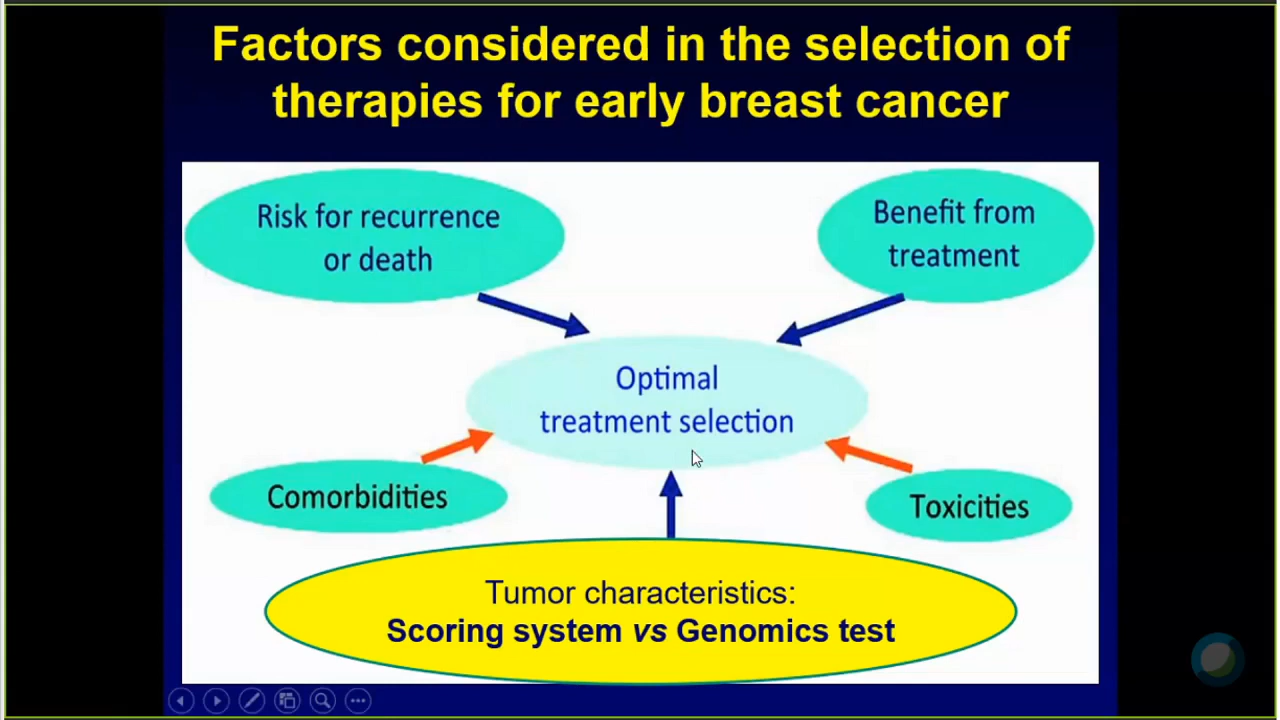 Factors considered in the selection of
therapies for early breast cancer
Risk for recurrence
or death
Benefit from
treatment
Optimal
treatment selection
Comorbidities
Toxicities
Tumor characteristics:
Scoring system vs Genomics test